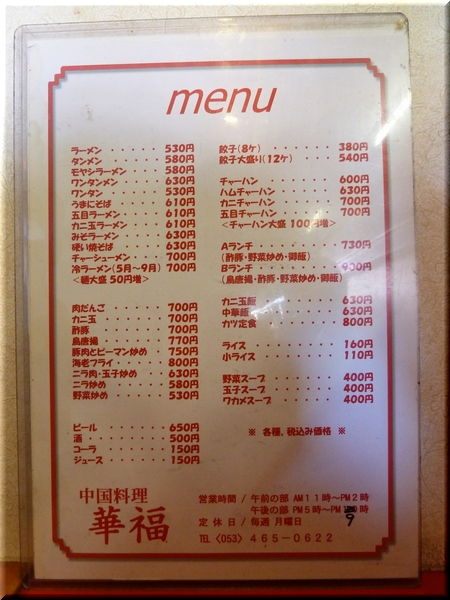 menu
ラーメン ・・・・・・ 530円
タンメン ・・・・・・ 580円
モヤシラーメン ・・・ 580円
ワンタンメン ・・・・ 630円
ワンタン ・・・・・・ 530円
うまにそば ・・・・・ 610円
五目ラーメン ・・・・ 610円
カニ玉ラーメン ・・・ 610円
みそラーメン ・・・・ 630円
硬い焼そば ・・・・・ 630円
チャーシューメン ・・ 700円
冷ラーメン(5月～9月) 700円
<麺大盛 50円増>
肉だんご ・・・・・・ 700円
カニ玉 ・・・・・・・ 700円
酢豚 ・・・・・・・・ 700円
鳥唐揚 ・・・・・・・ 770円
豚肉とピーマン炒め ・ 750円
海老フライ ・・・・・ 800円
ニラ肉・玉子炒め ・・ 630円
ニラ炒め ・・・・・・ 580円
野菜炒め ・・・・・・ 530円
ビール ・・・・・・・ 650円
酒 ・・・・・・・・・ 500円
コーラ ・・・・・・・ 150円
ジュース ・・・・・・ 150円
餃子(8ケ) ・・・・・・・ 380円
餃子大盛り(12ケ) ・・・ 540円
チャーハン ・・・・・・ 600円
ハムチャーハン ・・・・ 630円
カニチャーハン ・・・・ 700円
五目チャーハン ・・・・ 700円
<チャーハン大盛 100円増>
Aランチ ・・・・・・・・ 730円
(酢豚・野菜炒め・御飯)
Bランチ ・・・・・・・・ 900円
(鳥唐揚・酢豚・野菜炒め・御飯)
カニ玉飯 ・・・・・・・ 630円
中華飯 ・・・・・・・・ 630円
カツ定食 ・・・・・・・ 800円
ライス ・・・・・・・・ 160円
小ライス ・・・・・・・ 110円
野菜スープ ・・・・・・ 400円
玉子スープ ・・・・・・ 400円
ワカメスープ ・・・・・ 400円
※ 各種、税込み価格 ※
中国料理
華福
営業時間 / 午前の部 AM11時～PM2時
午後の部 PM5時～PM 9時
定休日 / 毎週 月曜日
TEL〈053〉465-0622